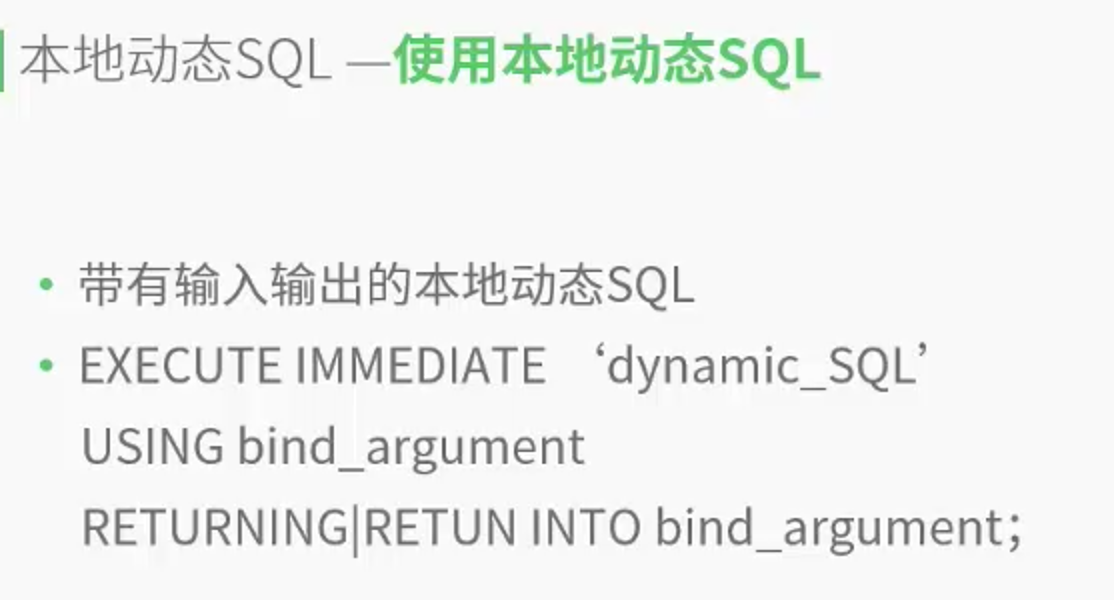 本地动态SQL —使用本地动态SQL
• 带有输入输出的本地动态SQL
• EXECUTE IMMEDIATE ‘dynamic_SQL’
USING bind_argument
RETURNING|RETUN INTO bind_argument;